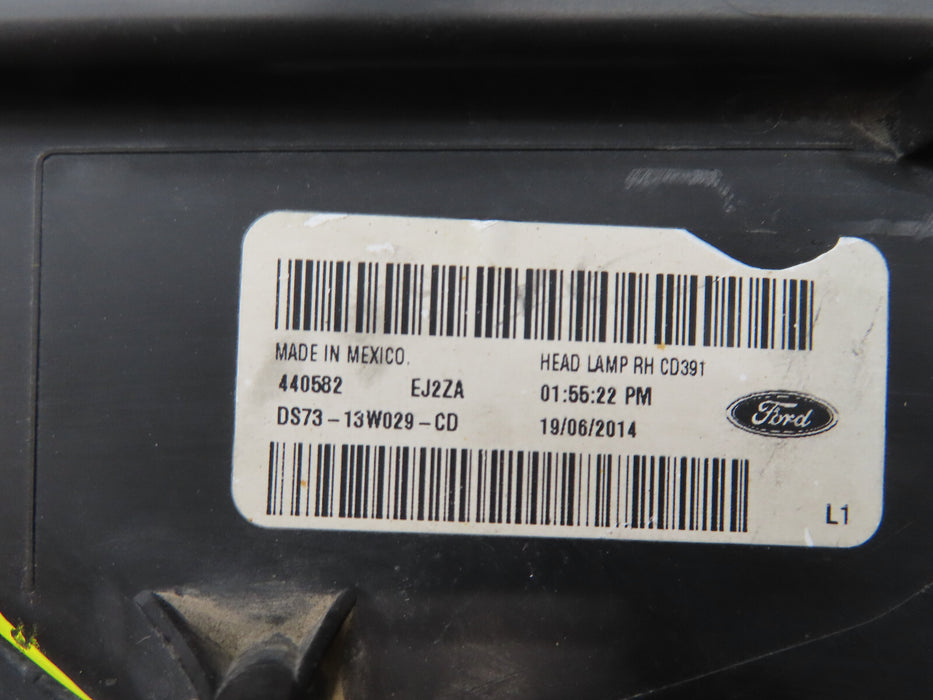 MADE IN MEXICO.
HEAD LAMP RH CD391
440582 EJ2ZA
01:55:22 PM
DS73-13W029-CD
19/06/2014
Ford
L1